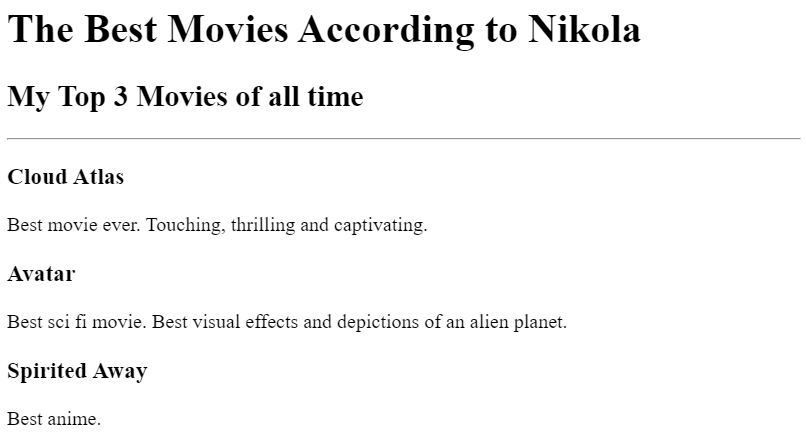 The Best Movies According to Nikola
My Top 3 Movies of all time
Cloud Atlas
Best movie ever. Touching, thrilling and captivating.
Avatar
Best sci fi movie. Best visual effects and depictions of an alien planet.
Spirited Away
Best anime.